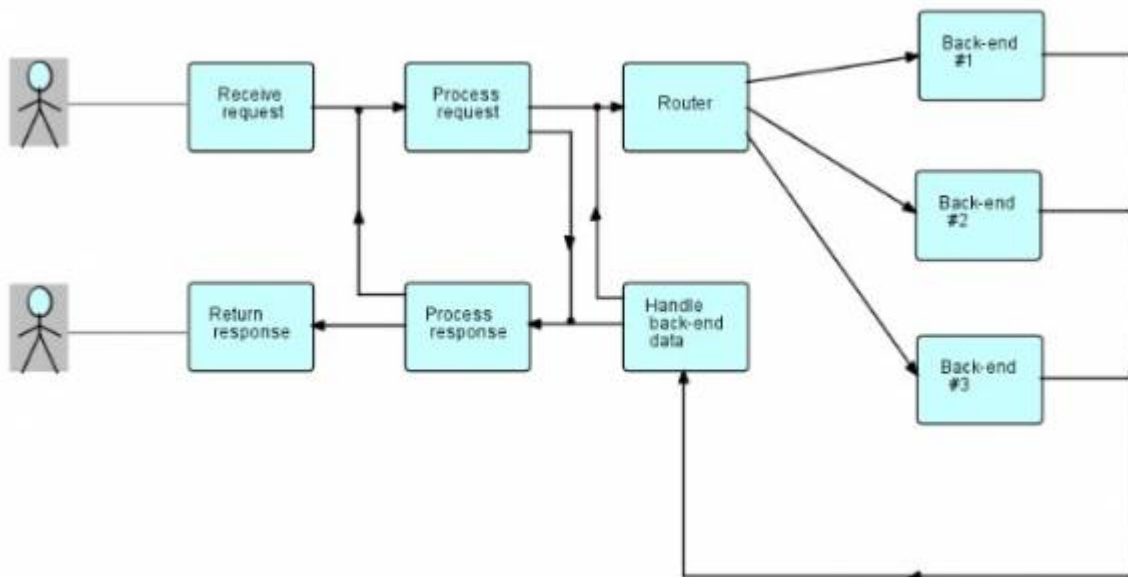 Receive
request
Process
request
Router
Back-end
#1
Back-end
#2
Back-end
#3
Return
response
Process
response
Handle
back-end
data